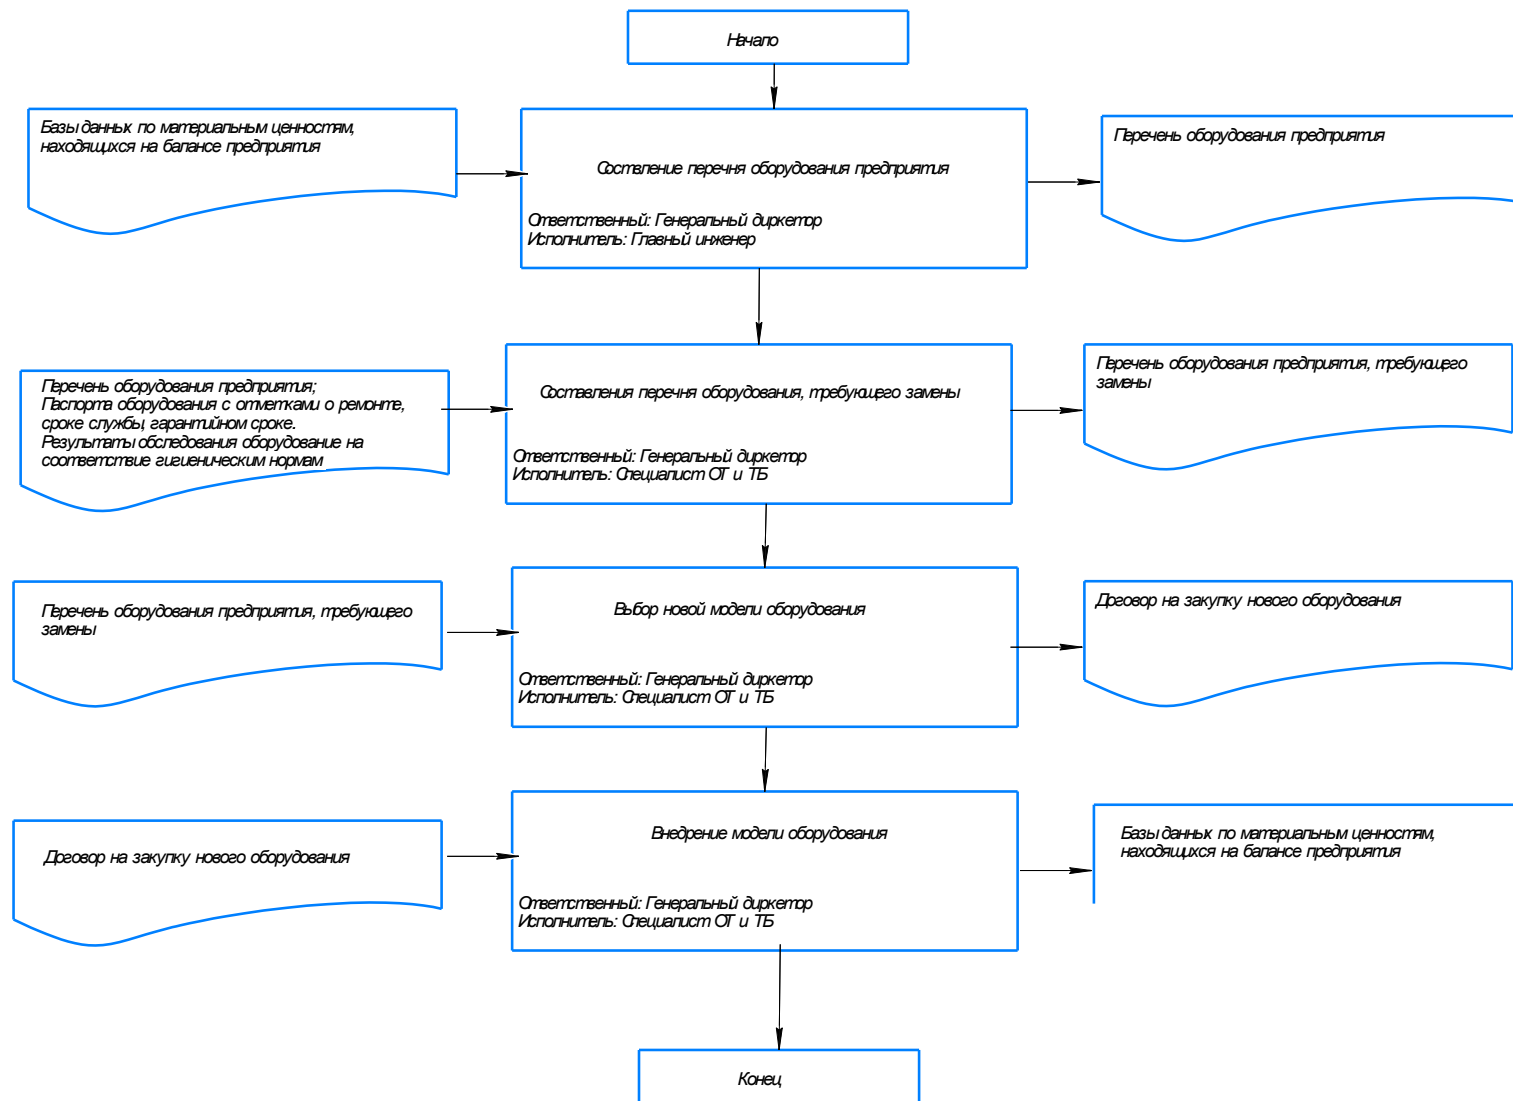 Начало
Базы данных по материальным ценностям,
находящихся на балансе предприятия
Составление перечня оборудования предприятия
Ответственный: Генеральный диркетор
Исполнитель: Главный инженер
Перечень оборудования предприятия
Перечень оборудования предприятия;
Паспорта оборудования с отметками о ремонте,
сроке службы, гарантийном сроке.
Результаты обследования оборудование на
соответствие гигиеническим нормам
Составления перечня оборудования, требующего замены
Ответственный: Генеральный диркетор
Исполнитель: Специалист ОТ и ТБ
Перечень оборудования предприятия, требующего
замены
Перечень оборудования предприятия, требующего
замены
Выбор новой модели оборудования
Ответственный: Генеральный диркетор
Исполнитель: Специалист ОТ и ТБ
Договор на закупку нового оборудования
Договор на закупку нового оборудования
Внедрение модели оборудования
Ответственный: Генеральный диркетор
Исполнитель: Специалист ОТ и ТБ
Базы данных по материальным ценностям,
находящихся на балансе предприятия
Конец